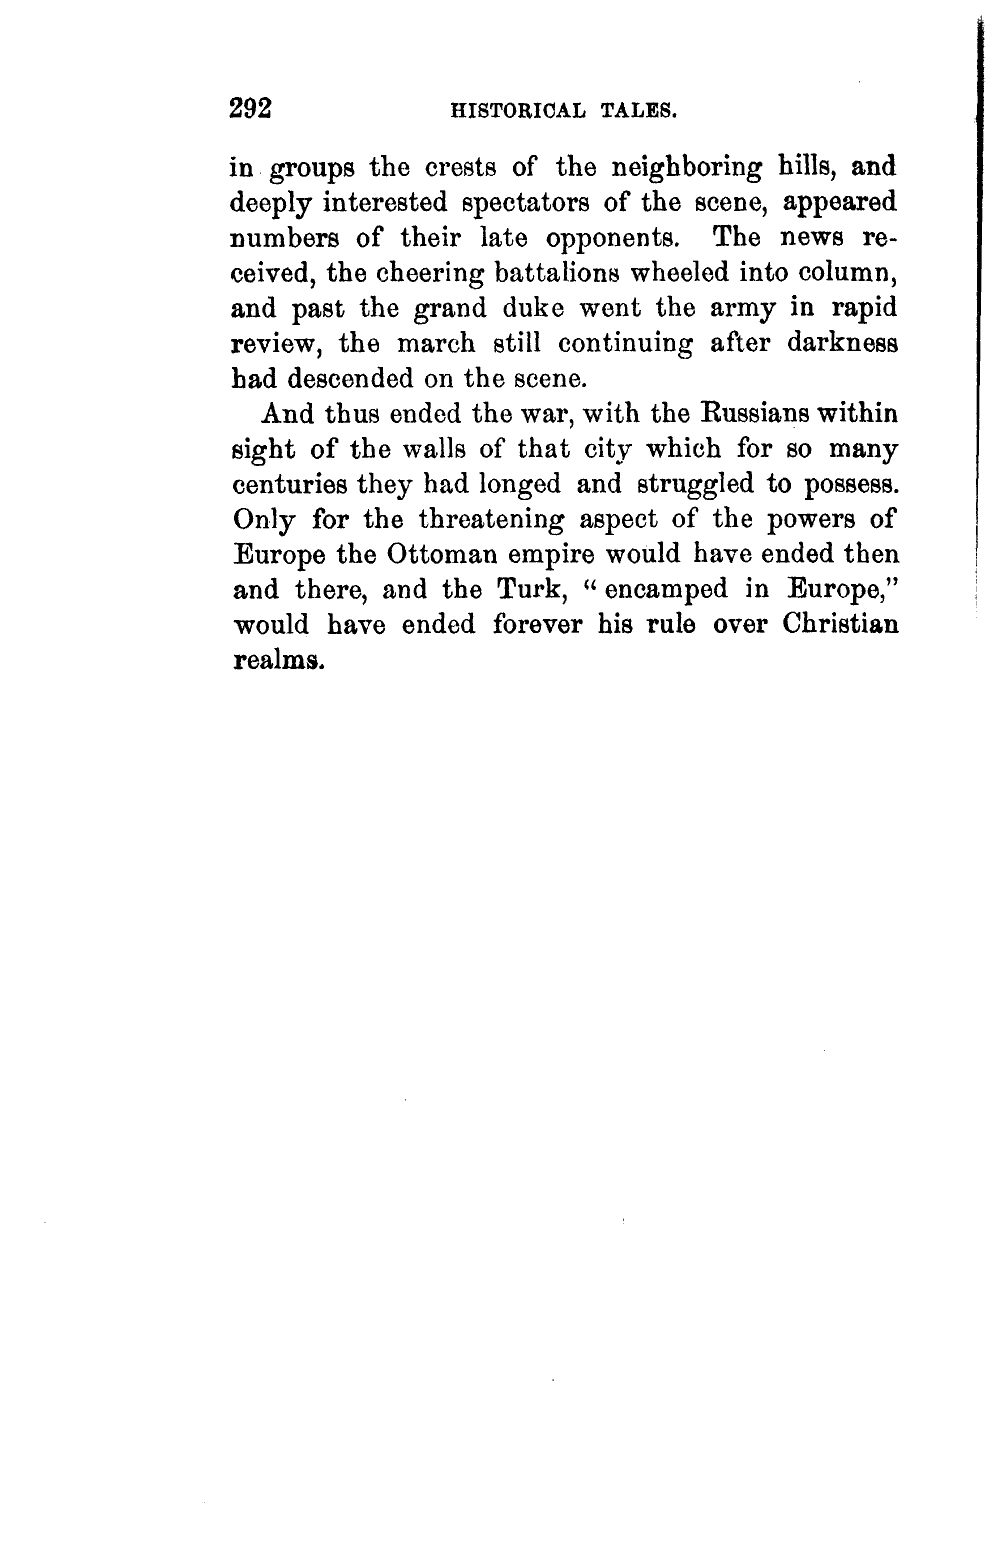 292 HISTORICAL TALES.
in groups the crests of the neighboring hills, and
deeply interested spectators of the scene, appeared
numbers of their late opponents. The news re-
ceived, the cheering battalions wheeled into column,
and past the grand duke went the army in rapid
review, the march still continuing after darkness
had descended on the scene.
And thus ended the war, with the Russians within
sight of the walls of that city which for so many
centuries they had longed and struggled to possess.
Only for the threatening aspect of the powers of
Europe the Ottoman empire would have ended then
and there, and the Turk, “ encamped in Europe,”
would have ended forever his rule over Christian
realms.